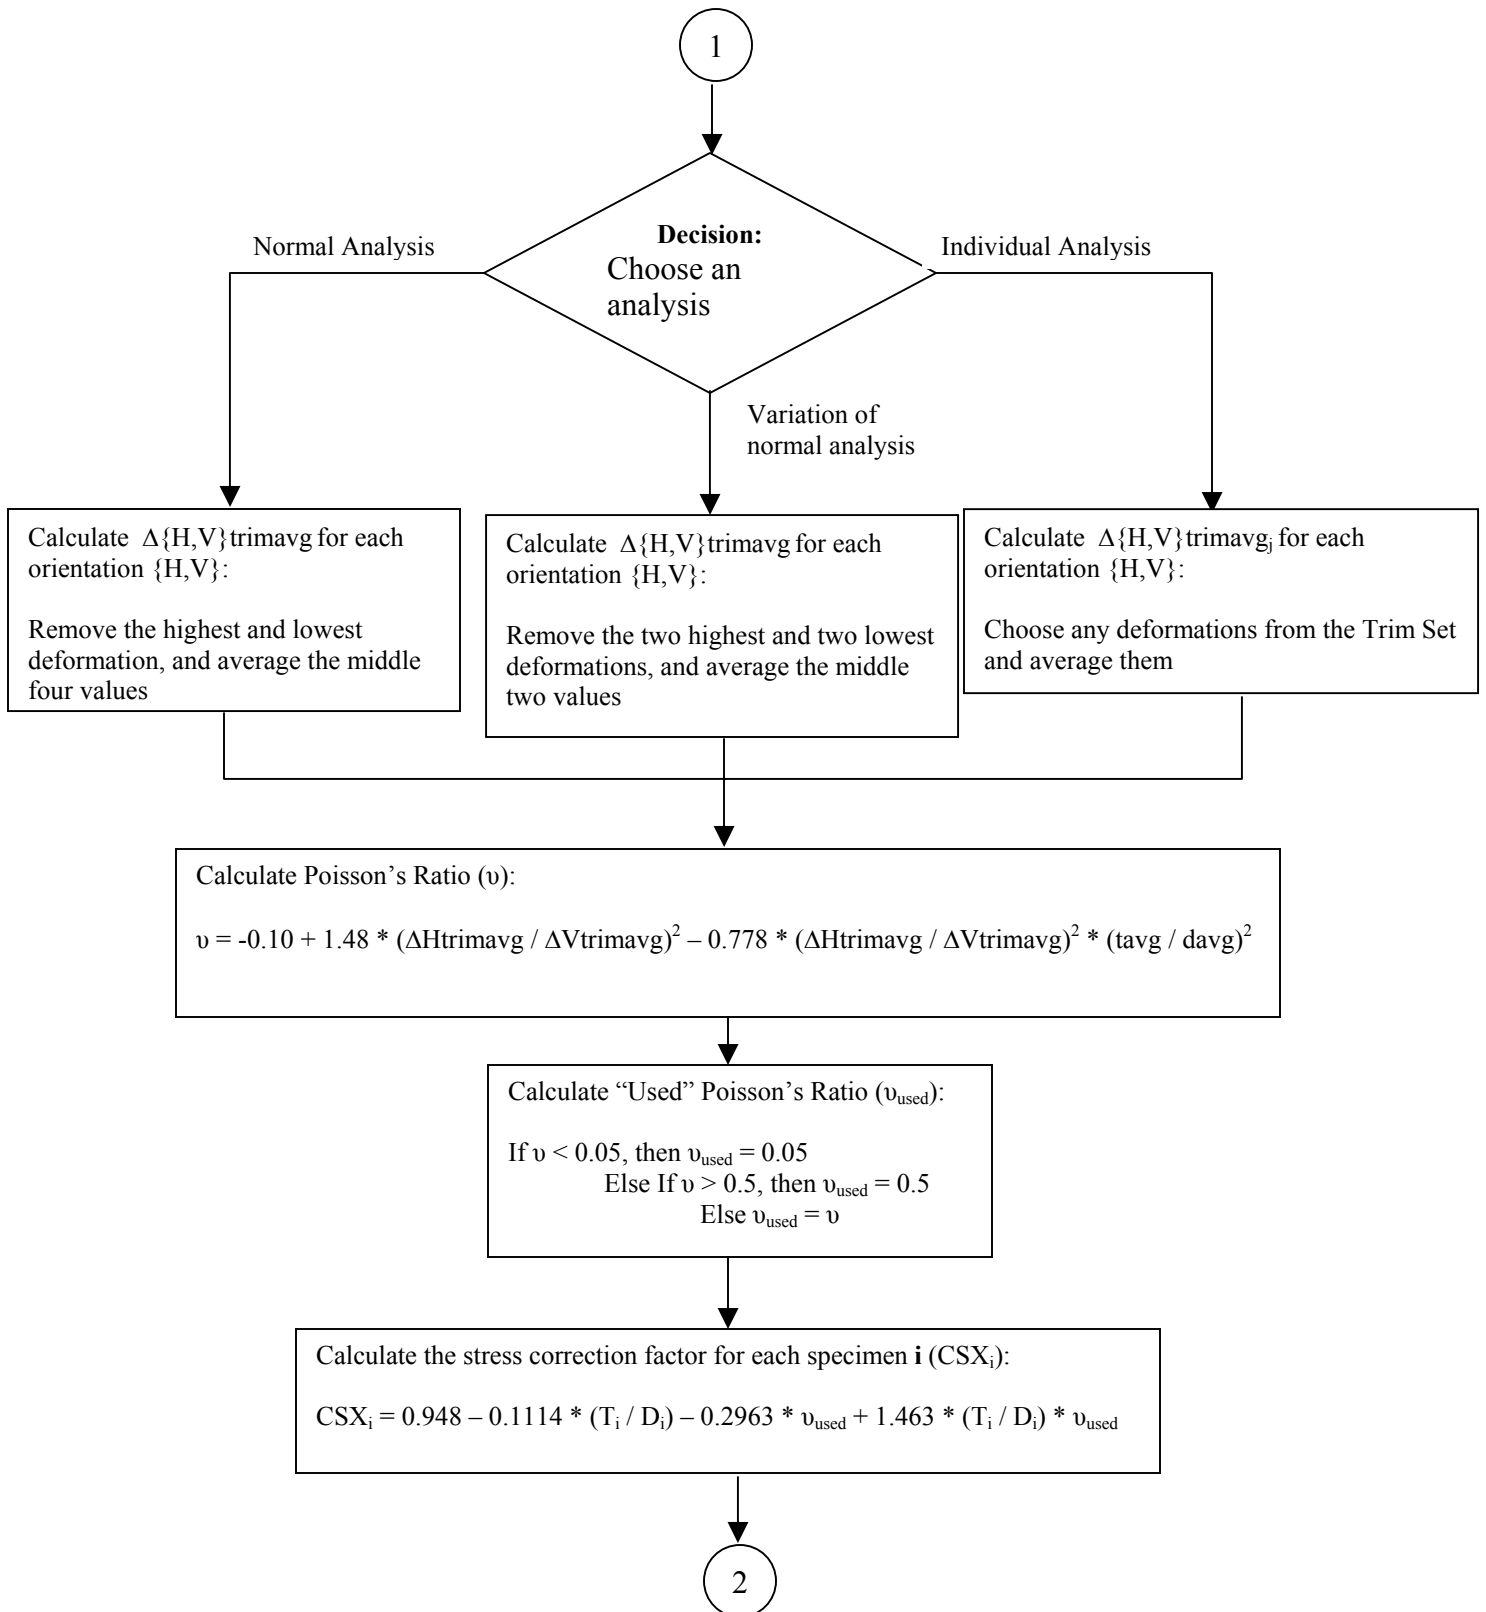 1
Decision:
Choose an
analysis
Normal Analysis
Individual Analysis
Variation of
normal analysis
Calculate Δ{H,V}trimavg for each
orientation {H,V}:
Remove the highest and lowest
deformation, and average the middle
four values
Calculate Δ{H,V}trimavg for each
orientation {H,V}:
Remove the two highest and two lowest
deformations, and average the middle
two values
Calculate Δ{H,V}trimavgj for each
orientation {H,V}:
Choose any deformations from the Trim Set
and average them
Calculate Poisson’s Ratio (υ):
υ = -0.10 + 1.48 * (ΔHtrimavg / ΔVtrimavg)2 – 0.778 * (ΔHtrimavg / ΔVtrimavg)2 * (tavg / davg)2
Calculate “Used” Poisson’s Ratio (υused):
If υ < 0.05, then υused = 0.05
Else If υ > 0.5, then υused = 0.5
Else υused = υ
Calculate the stress correction factor for each specimen i (CSXi):
CSXi = 0.948 – 0.1114 * (Ti / Di) – 0.2963 * υused + 1.463 * (Ti / Di) * υused
2